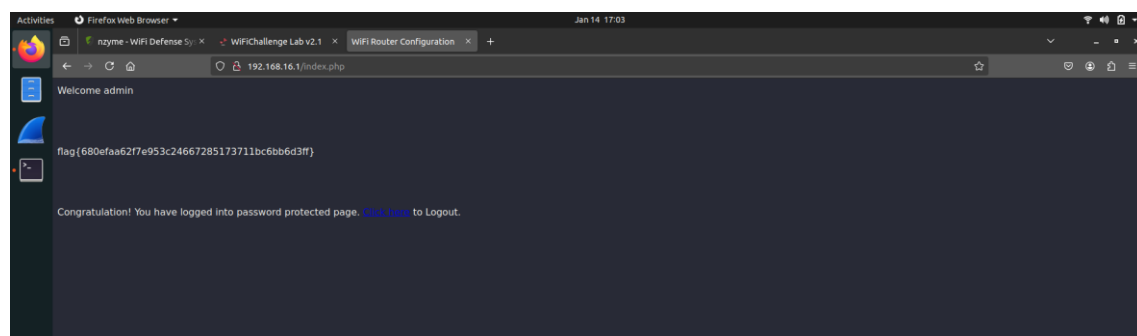 Activities Firefox Web Browser Jan 14 17:03
nzyme - WiFi Defense Sy WiFiChallenge Lab v2.1 WiFi Router Configuration
192.168.16.1/index.php
Welcome admin
flag{680efaa62f7e953c24667285173711bc6bb6d3ff}
Congratulation! You have logged into password protected page. Click here to Logout.